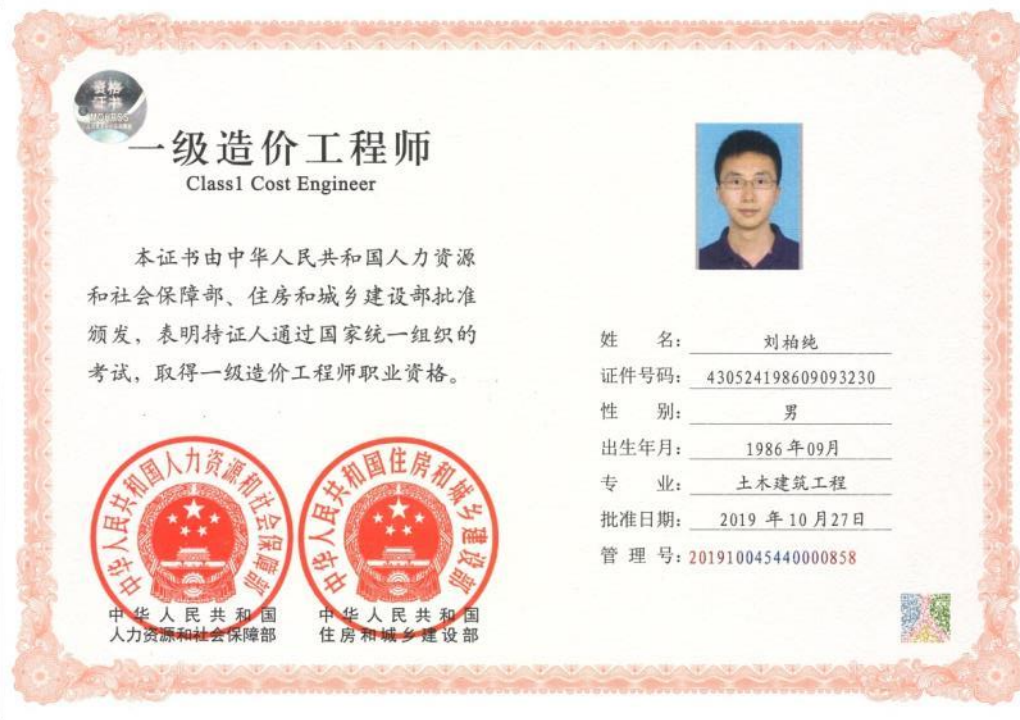 资格
证书
MOHRSS
一级造价工程师
Class1 Cost Engineer
本证书由中华人民共和国人力资源
和社会保障部、住房和城乡建设部批准
颁发，表明持证人通过国家统一组织的
考试，取得一级造价工程师职业资格。
中华人民共和国人力资源和社会保障部
中华人民共和国住房和城乡建设部
中华人民共和国
人力资源和社会保障部
中华人民共和国
住房和城乡建设部
姓 名：刘柏纯
证件号码：430524198609093230
性 别：男
出生年月：1986年09月
专 业：土木建筑工程
批准日期：2019 年10月27日
管 理 号：201910045440000858